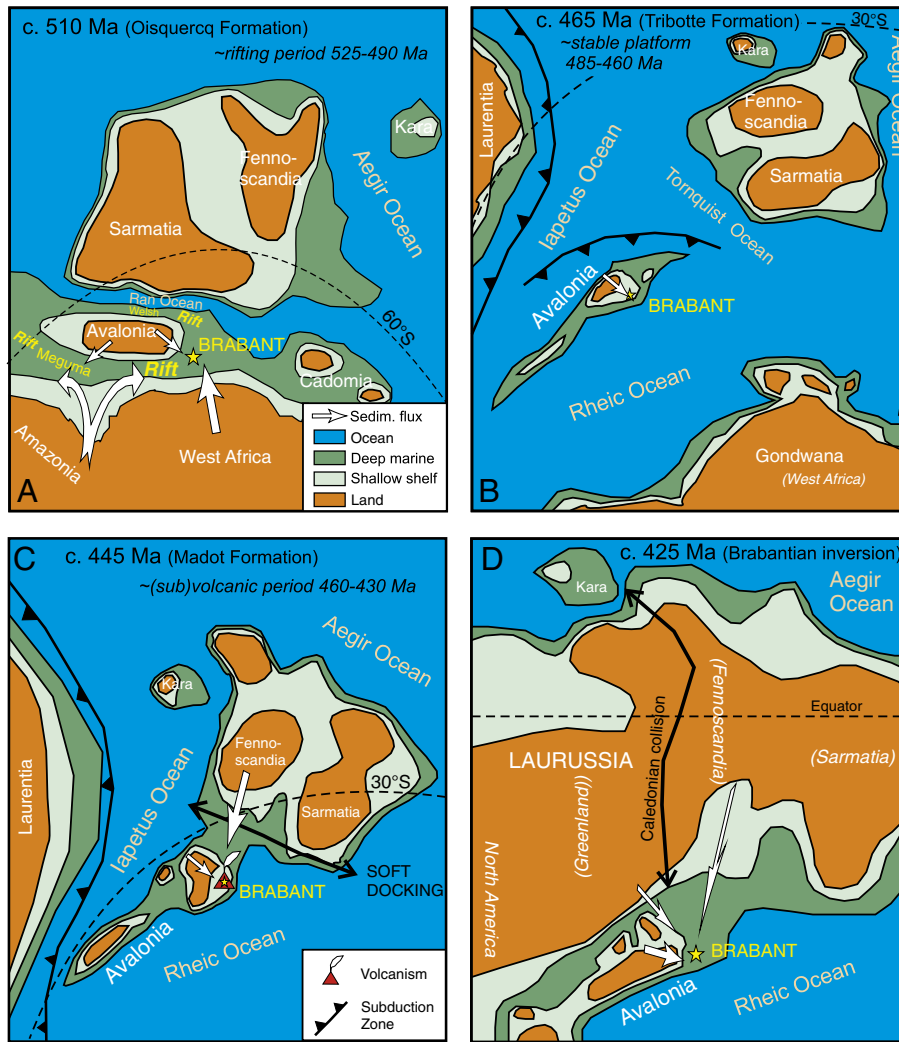 c. 510 Ma (Oisquercq Formation)
~rifting period 525-490 Ma
Kara
Fenno-
scandia
Aegir Ocean
Sarmatia
Ran Ocean
Welsh
Rift
60°S
Avalonia
BRABANT
Rift
Meguma
Rift
Cadomia
Amazonia
West Africa
Sedim. flux
Ocean
Deep marine
Shallow shelf
Land
A
c. 465 Ma (Tribotte Formation)
30°S
~stable platform
485-460 Ma
Kara
Aegir Ocean
Laurentia
Fenno-
scandia
Iapetus Ocean
Sarmatia
Tornquist Ocean
Avalonia
BRABANT
Rheic Ocean
Gondwana
(West Africa)
B
C
c. 445 Ma (Madot Formation)
~(sub)volcanic period 460-430 Ma
Aegir Ocean
Kara
Laurentia
Iapetus Ocean
Fenno-
scandia
30°S
Sarmatia
SOFT
DOCKING
BRABANT
Avalonia
Rheic Ocean
Volcanism
Subduction
Zone
D
c. 425 Ma (Brabantian inversion)
Kara
Aegir
Ocean
Equator
LAURUSSIA
(Fennoscandia)
(Sarmatia)
(Greenland))
Caledonian collision
North America
BRABANT
Avalonia
Rheic Ocean